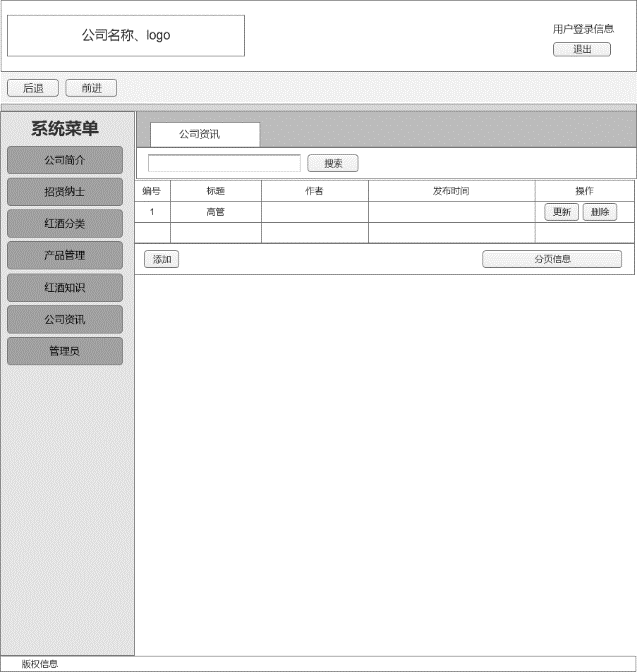 公司名称、logo
用户登录信息
退出
后退 前进
系统菜单
公司简介
招贤纳士
红酒分类
产品管理
红酒知识
公司资讯
管理员
公司资讯
搜索
编号 标题 作者 发布时间 操作
1 高管 更新 删除
添加 分页信息
版权信息